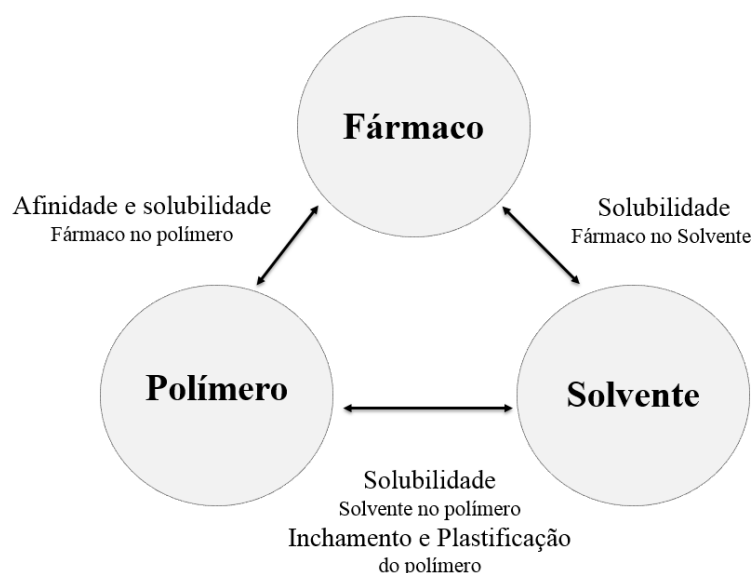 Fármaco
Afinidade e solubilidade
Fármaco no polímero
Solubilidade
Fármaco no Solvente
Polímero
Solvente
Solubilidade
Solvente no polímero
Inchamento e Plastificação
do polímero